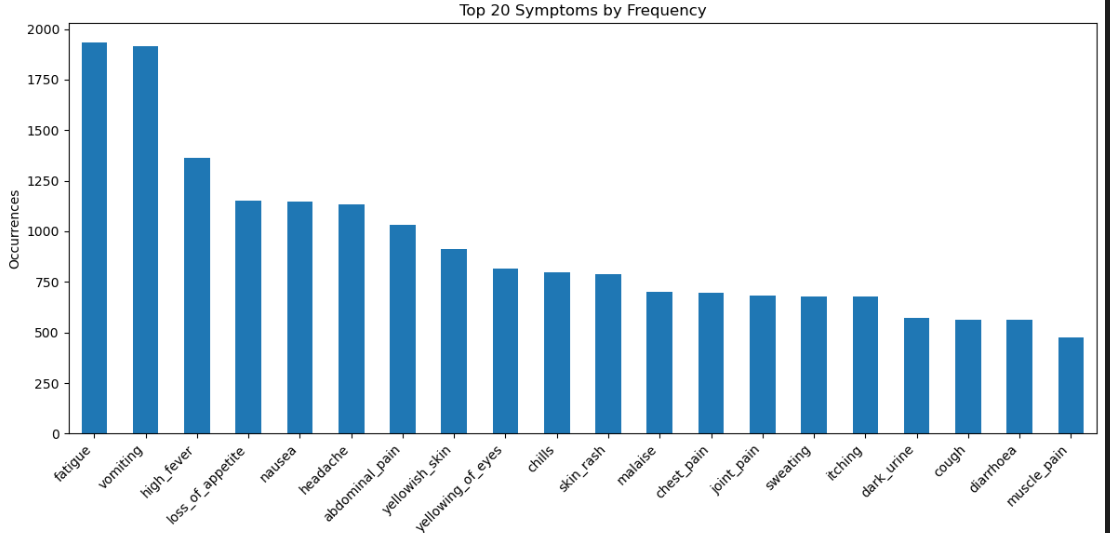 Top 20 Symptoms by Frequency
Occurrences
2000
1750
1500
1250
1000
750
500
250
0
fatigue
vomiting
high_fever
loss_of_appetite
nausea
headache
abdominal_pain
yellowish_skin
yellowing_of_eyes
chills
skin_rash
malaise
chest_pain
joint_pain
sweating
itching
dark_urine
cough
diarrhoea
muscle_pain